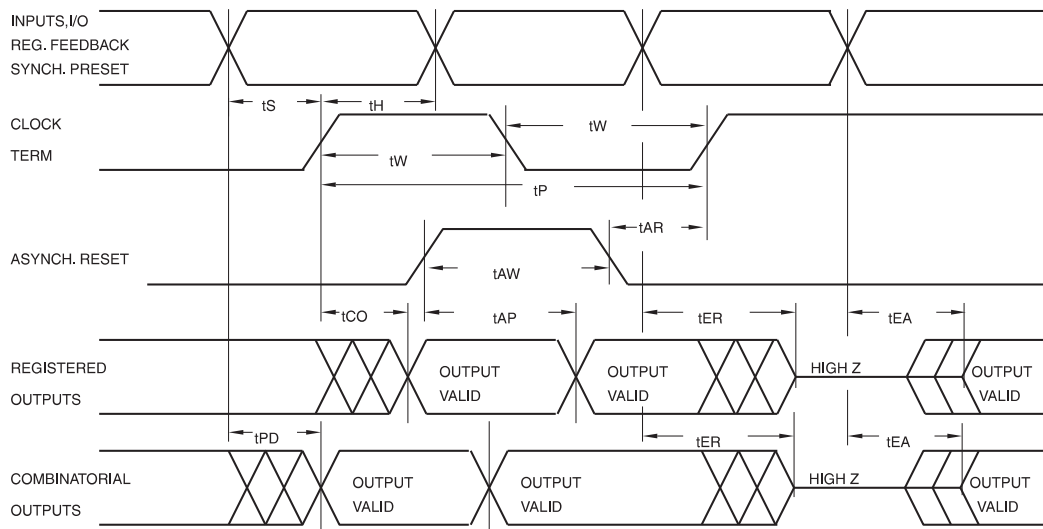 INPUTS,I/O
REG. FEEDBACK
SYNCH. PRESET
tS
tH
CLOCK
tW
TERM
tW
tP
tAR
ASYNCH. RESET
tAW
tCO
tAP
tER
tEA
REGISTERED
OUTPUTS
OUTPUT
VALID
OUTPUT
VALID
HIGH Z
OUTPUT
VALID
tPD
tER
tEA
COMBINATORIAL
OUTPUTS
OUTPUT
VALID
OUTPUT
VALID
HIGH Z
OUTPUT
VALID